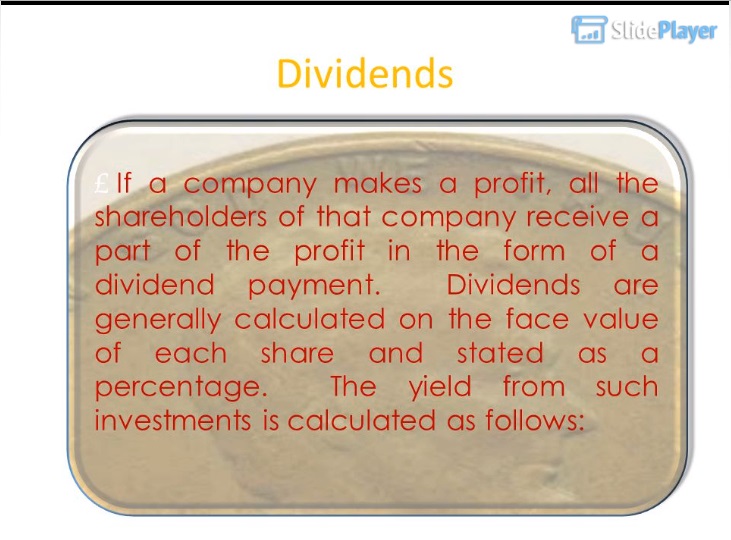 SlidePlayer
Dividends
£ If a company makes a profit, all the
shareholders of that company receive a
part of the profit in the form of a
dividend payment. Dividends are
generally calculated on the face value
of each share and stated as a
percentage. The yield from such
investments is calculated as follows: